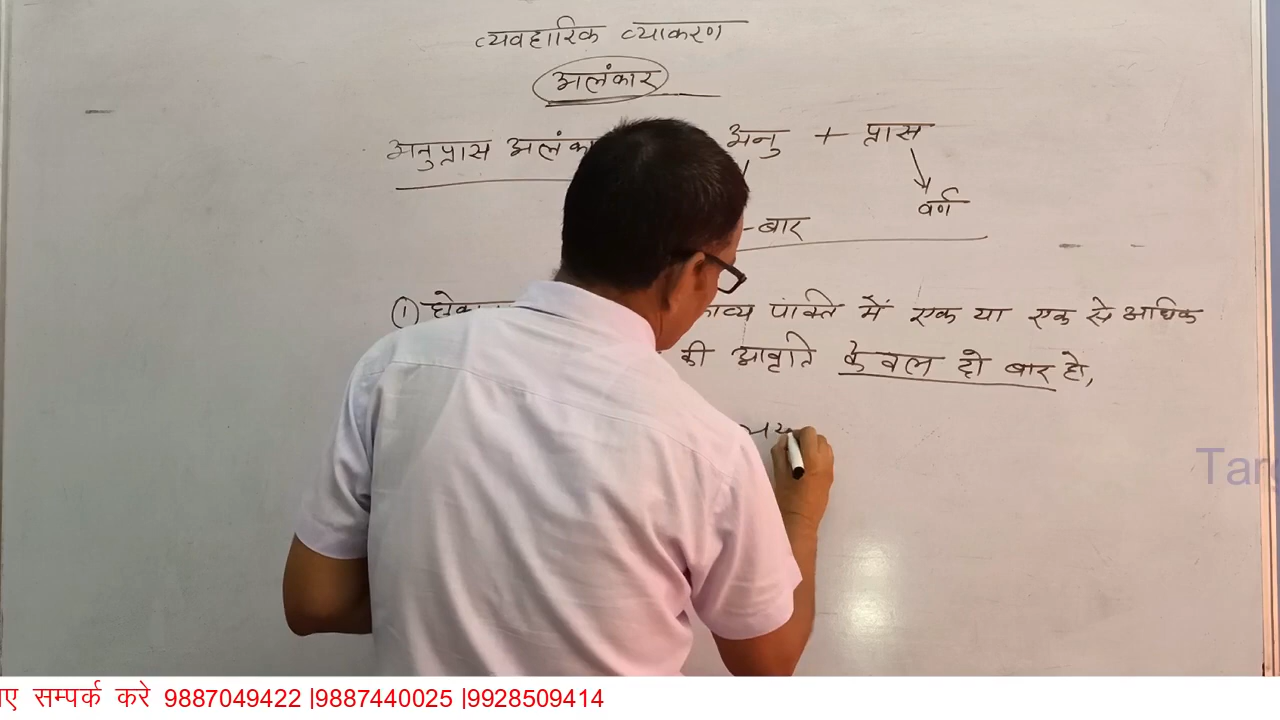 व्यवहारिक व्याकरण
अलंकार
अनुप्रास अलंका अनु + प्रास
वर्ण
-बार
① काव्य पंक्ति में एक या एक से अधिक
की आवृति केवल दो बार हो,
Targ
सम्पर्क करे 9887049422 |9887440025 |9928509414